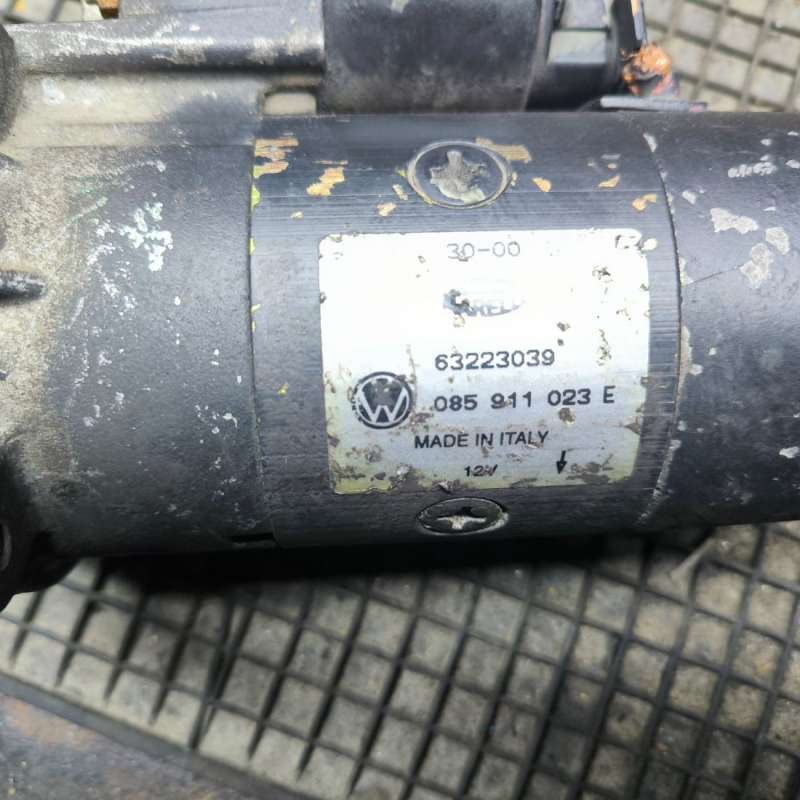 30-00
63223039
085 911 023 E
MADE IN ITALY
12V